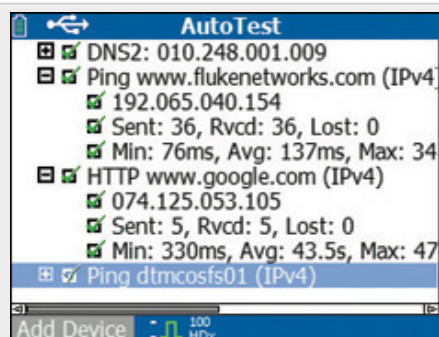 AutoTest
DNS2: 010.248.001.009
Ping www.flukenetworks.com (IPv4
192.065.040.154
Sent: 36, Rvcd: 36, Lost: 0
Min: 76ms, Avg: 137ms, Max: 34
HTTP www.google.com (IPv4)
074.125.053.105
Sent: 5, Rvcd: 5, Lost: 0
Min: 330ms, Avg: 43.5s, Max: 47
Ping dtmcosfs01 (IPv4)
Add Device
100
HDx